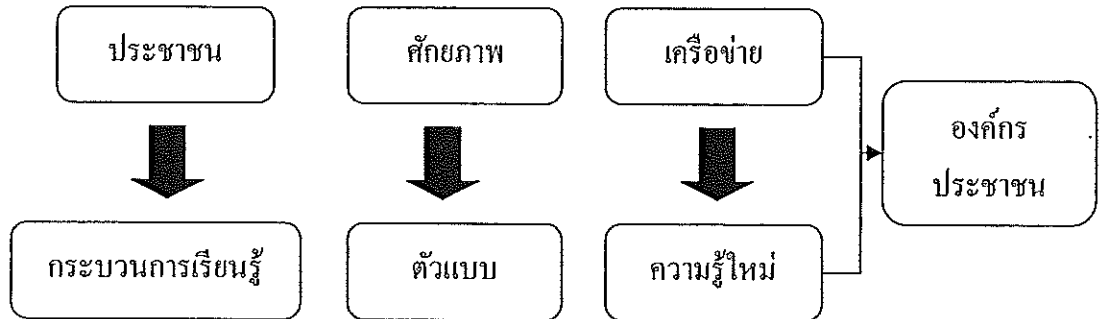 ประชาชน
ศักยภาพ
เครือข่าย
องค์กร
ประชาชน
กระบวนการเรียนรู้
ตัวแบบ
ความรู้ใหม่